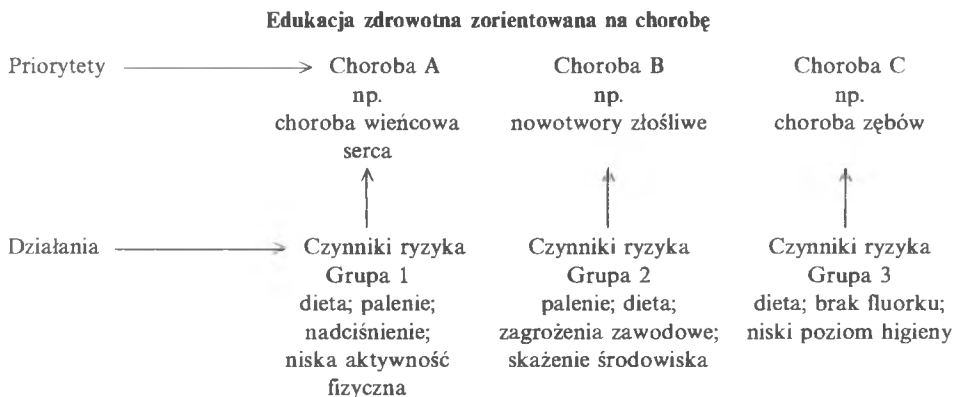 Edukacja zdrowotna zorientowana na chorobę
Priorytety
Choroba A
np.
choroba wieńcowa
serca
Choroba B
np.
nowotwory złośliwe
Choroba C
np.
choroba zębów
Działania
Czynniki ryzyka
Grupa 1
dieta; palenie;
nadciśnienie;
niska aktywność
fizyczna
Czynniki ryzyka
Grupa 2
palenie; dieta;
zagrożenia zawodowe;
skażenie środowiska
Czynniki ryzyka
Grupa 3
dieta; brak fluorku;
niski poziom higieny